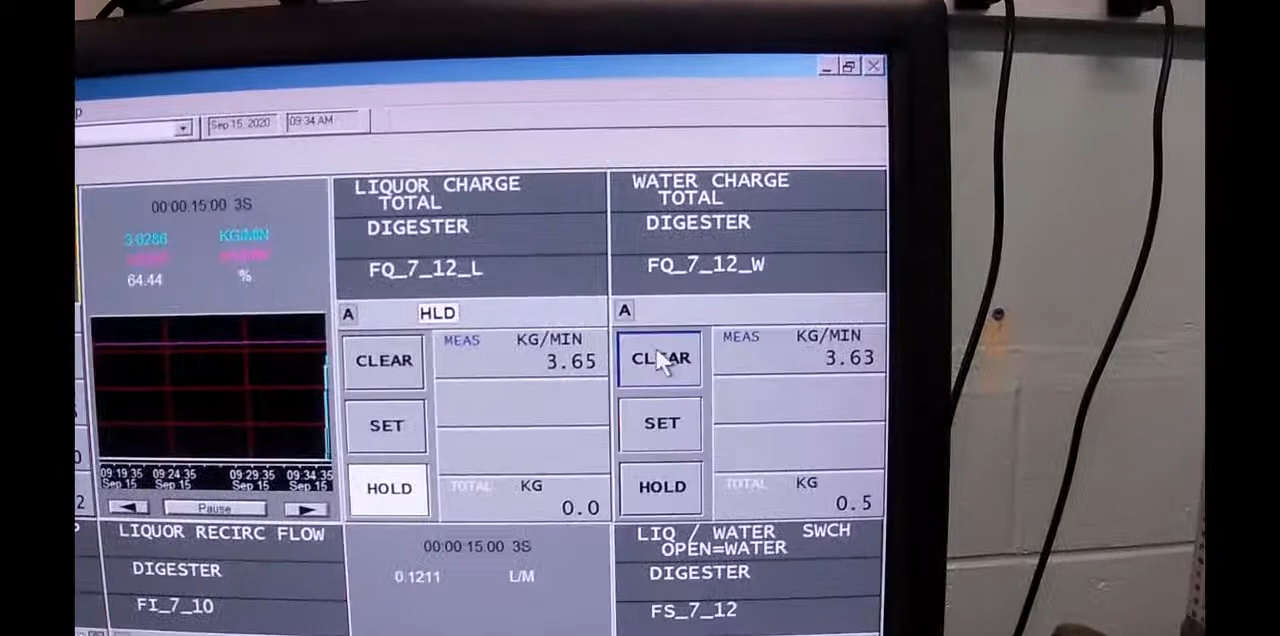 Sep 15, 2020
09:34 AM
00:00:15:00 3S
3.0286 KG/MIN
64.44 %
09:19:35 09:24:35 09:29:35 09:34:35
Sep 15 Sep 15 Sep 15 Sep 15
Pause
LIQUOR CHARGE
TOTAL
DIGESTER
FQ_7_12_L
A HLD
CLEAR
MEAS KG/MIN
3.65
SET
HOLD
TOTAL KG
0.0
WATER CHARGE
TOTAL
DIGESTER
FQ_7_12_W
A
CLEAR
MEAS KG/MIN
3.63
SET
HOLD
TOTAL KG
0.5
LIQUOR RECIRC FLOW
DIGESTER
FI_7_10
00:00:15:00 3S
0.1211 L/M
LIQ / WATER SWCH
OPEN=WATER
DIGESTER
FS_7_12